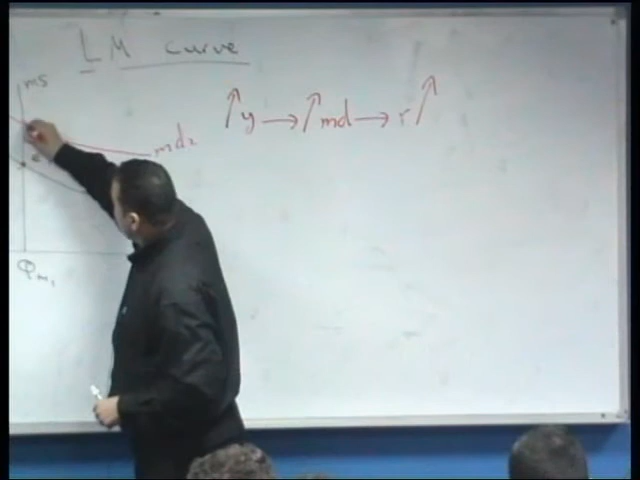 LM curve
ms
↑y → ↑md → r↑
md2
Qm1